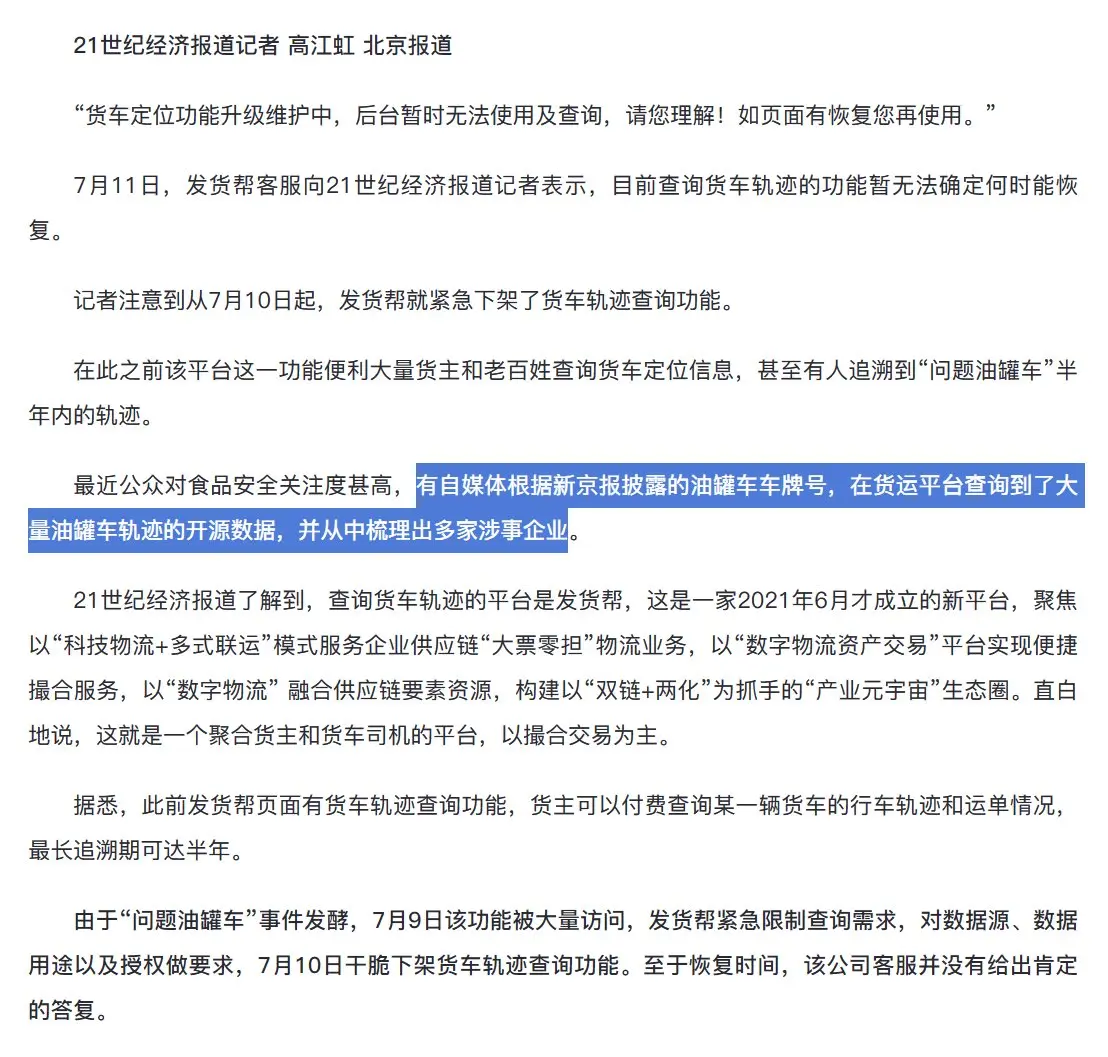 21世纪经济报道记者 高江虹 北京报道
“货车定位功能升级维护中，后台暂时无法使用及查询，请您理解！如页面有恢复您再使用。”
7月11日，发货帮客服向21世纪经济报道记者表示，目前查询货车轨迹的功能暂无法确定何时能恢
复。
记者注意到从7月10日起，发货帮就紧急下架了货车轨迹查询功能。
在此之前该平台这一功能便利大量货主和老百姓查询货车定位信息，甚至有人追溯到“问题油罐车”半
年内的轨迹。
最近公众对食品安全关注度甚高，有自媒体根据新京报披露的油罐车车牌号，在货运平台查询到了大
量油罐车轨迹的开源数据，并从中梳理出多家涉事企业。
21世纪经济报道了解到，查询货车轨迹的平台是发货帮，这是一家2021年6月才成立的新平台，聚焦
以“科技物流+多式联运”模式服务企业供应链“大票零担”物流业务，以“数字物流资产交易”平台实现便捷
撮合服务，以“数字物流” 融合供应链要素资源，构建以“双链+两化”为抓手的“产业元宇宙”生态圈。直白
地说，这就是一个聚合货主和货车司机的平台，以撮合交易为主。
据悉，此前发货帮页面有货车轨迹查询功能，货主可以付费查询某一辆货车的行车轨迹和运单情况，
最长追溯期可达半年。
由于“问题油罐车”事件发酵，7月9日该功能被大量访问，发货帮紧急限制查询需求，对数据源、数据
用途以及授权做要求，7月10日干脆下架货车轨迹查询功能。至于恢复时间，该公司客服并没有给出肯定
的答复。